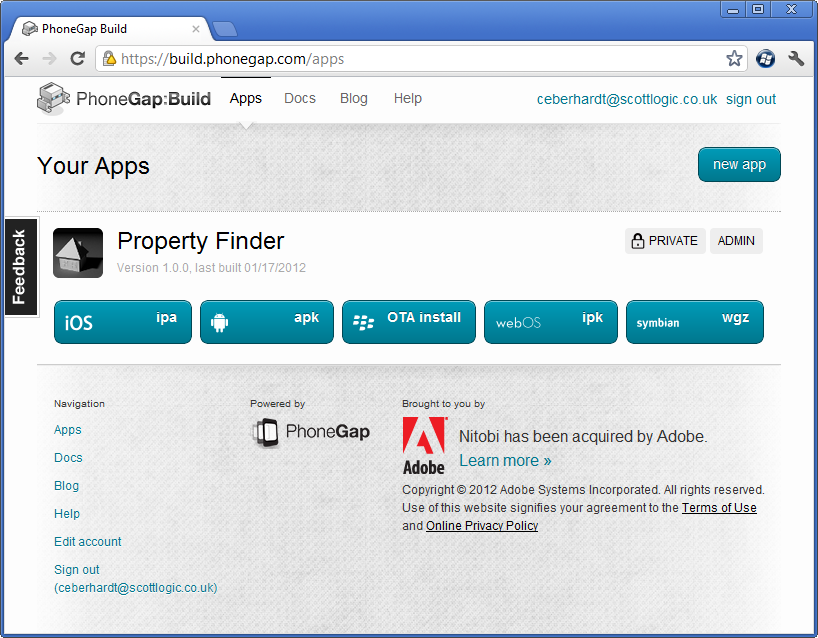 PhoneGap Build
https://build.phonegap.com/apps
PhoneGap:Build Apps Docs Blog Help ceberhardt@scottlogic.co.uk sign out
Your Apps new app
Feedback
Property Finder PRIVATE ADMIN
Version 1.0.0, last built 01/17/2012
iOS ipa apk OTA install webOS ipk symbian wgz
Navigation
Apps
Docs
Blog
Help
Edit account
Sign out
(ceberhardt@scottlogic.co.uk)
Powered by
PhoneGap
Brought to you by
Adobe
Nitobi has been acquired by Adobe.
Learn more »
Copyright © 2012 Adobe Systems Incorporated. All rights reserved.
Use of this website signifies your agreement to the Terms of Use
and Online Privacy Policy